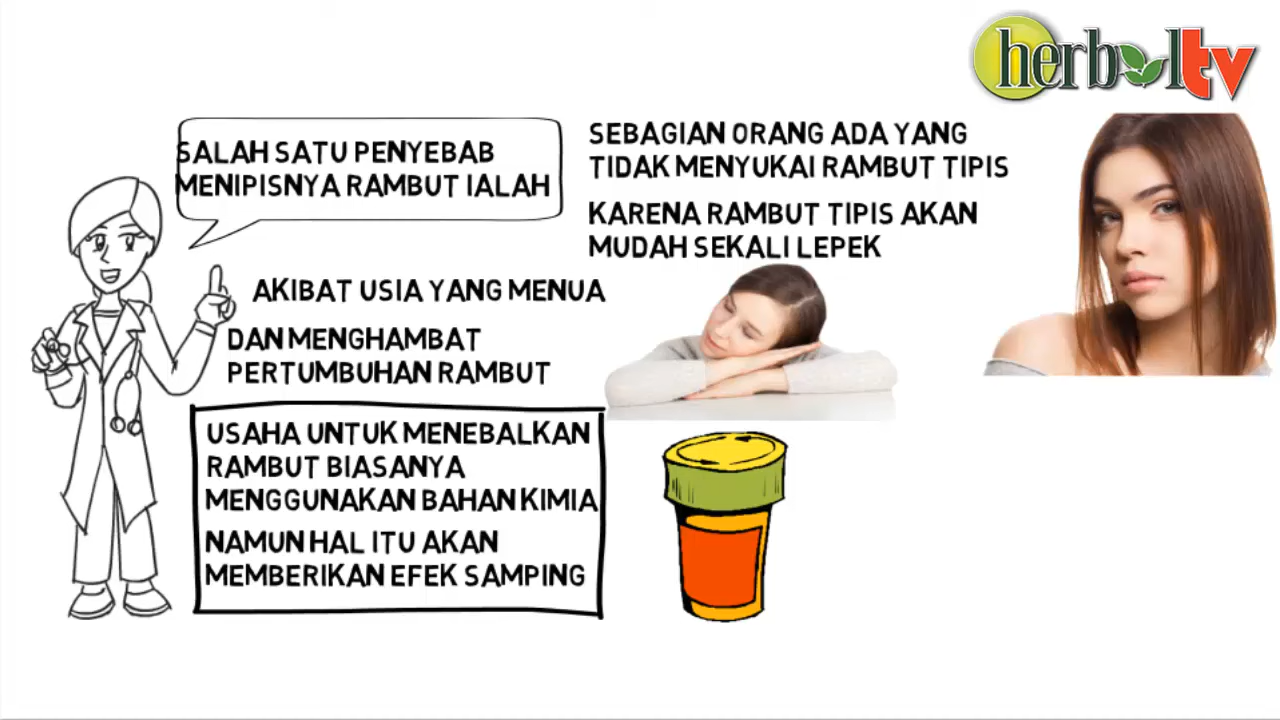 herbal tv
SALAH SATU PENYEBAB
MENIPISNYA RAMBUT IALAH
AKIBAT USIA YANG MENUA
DAN MENGHAMBAT
PERTUMBUHAN RAMBUT
USAHA UNTUK MENEBALKAN
RAMBUT BIASANYA
MENGGUNAKAN BAHAN KIMIA
NAMUN HAL ITU AKAN
MEMBERIKAN EFEK SAMPING
SEBAGIAN ORANG ADA YANG
TIDAK MENYUKAI RAMBUT TIPIS
KARENA RAMBUT TIPIS AKAN
MUDAH SEKALI LEPEK